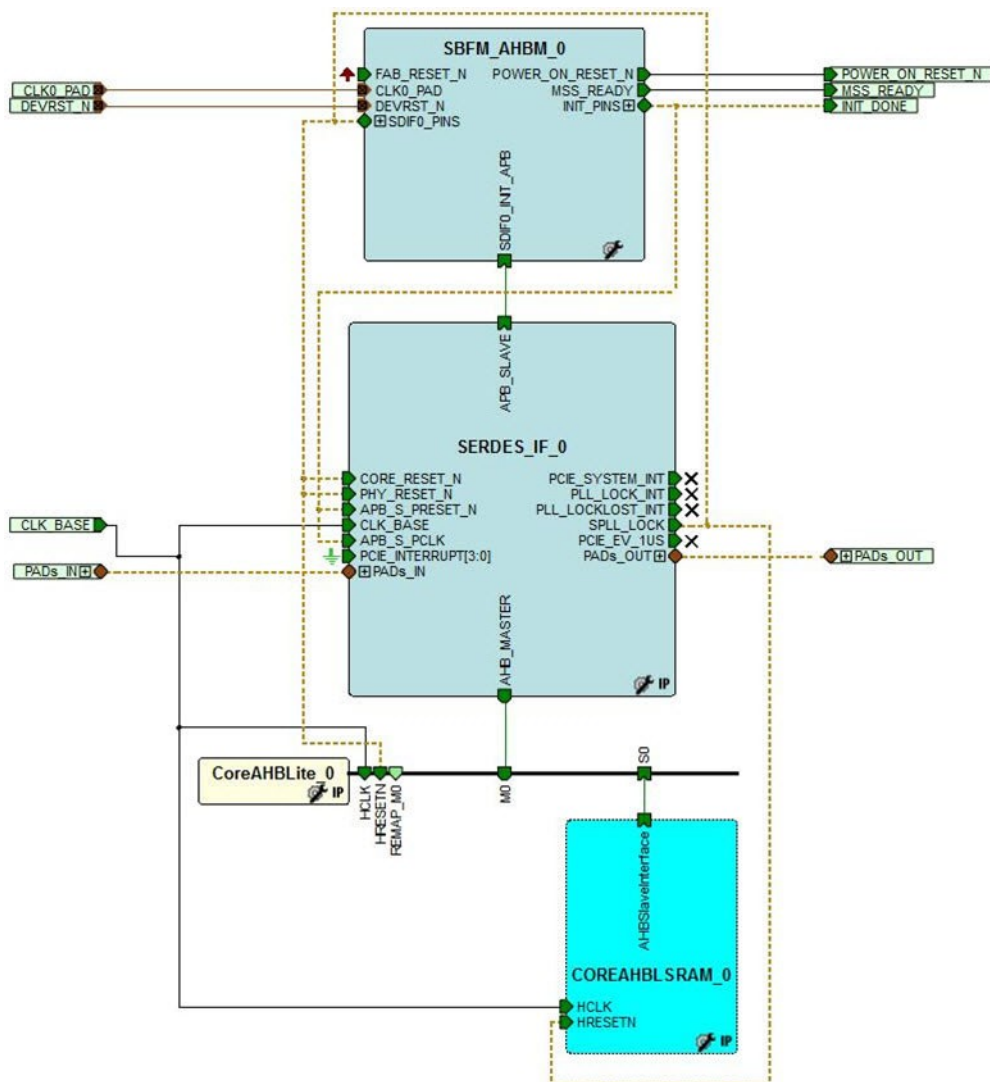 SBFM_AHBM_0
FAB_RESET_N
POWER_ON_RESET_N
POWER_ON_RESET_N
CLK0_PAD
CLK0_PAD
MSS_READY
MSS_READY
DEVRST_N
DEVRST_N
INIT_PINS
INIT_DONE
SDIF0_PINS
SDIF0_INIT_APB
APB_SLAVE
SERDES_IF_0
CORE_RESET_N
PCIE_SYSTEM_INT
PHY_RESET_N
PLL_LOCK_INT
APB_S_PRESET_N
PLL_LOCKLOST_INT
CLK_BASE
CLK_BASE
SPLL_LOCK
APB_S_PCLK
PCIE_EV_1US
PCIE_INTERRUPT[3:0]
PADs_OUT
PADs_OUT
PADs_IN
PADs_IN
AHB_MASTER
IP
CoreAHBLite_0
IP
HCLK
HRESETN
REMAP_M0
M0
S0
AHBSlaveInterface
COREAHBLSRAM_0
HCLK
HRESETN
IP